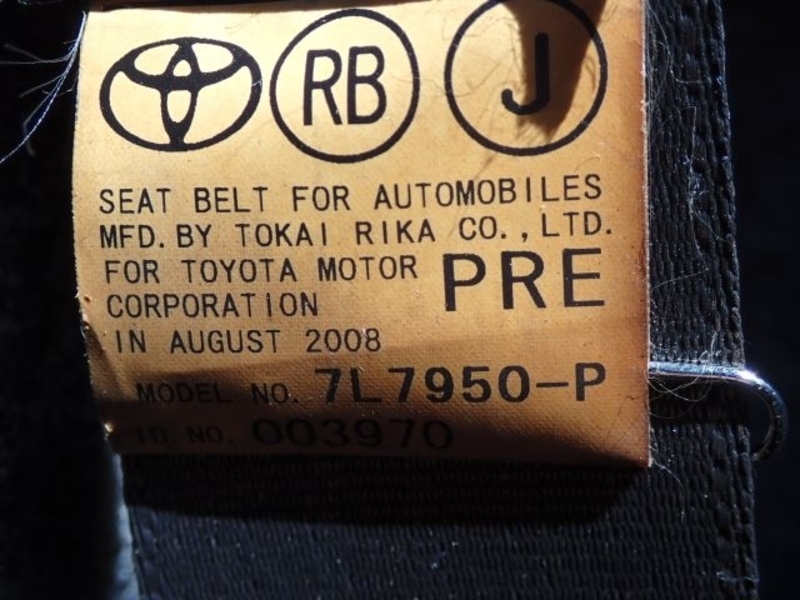 RB J
SEAT BELT FOR AUTOMOBILES
MFD. BY TOKAI RIKA CO., LTD.
FOR TOYOTA MOTOR PRE
CORPORATION
IN AUGUST 2008
MODEL NO. 7L7950-P
ID. NO. 003970